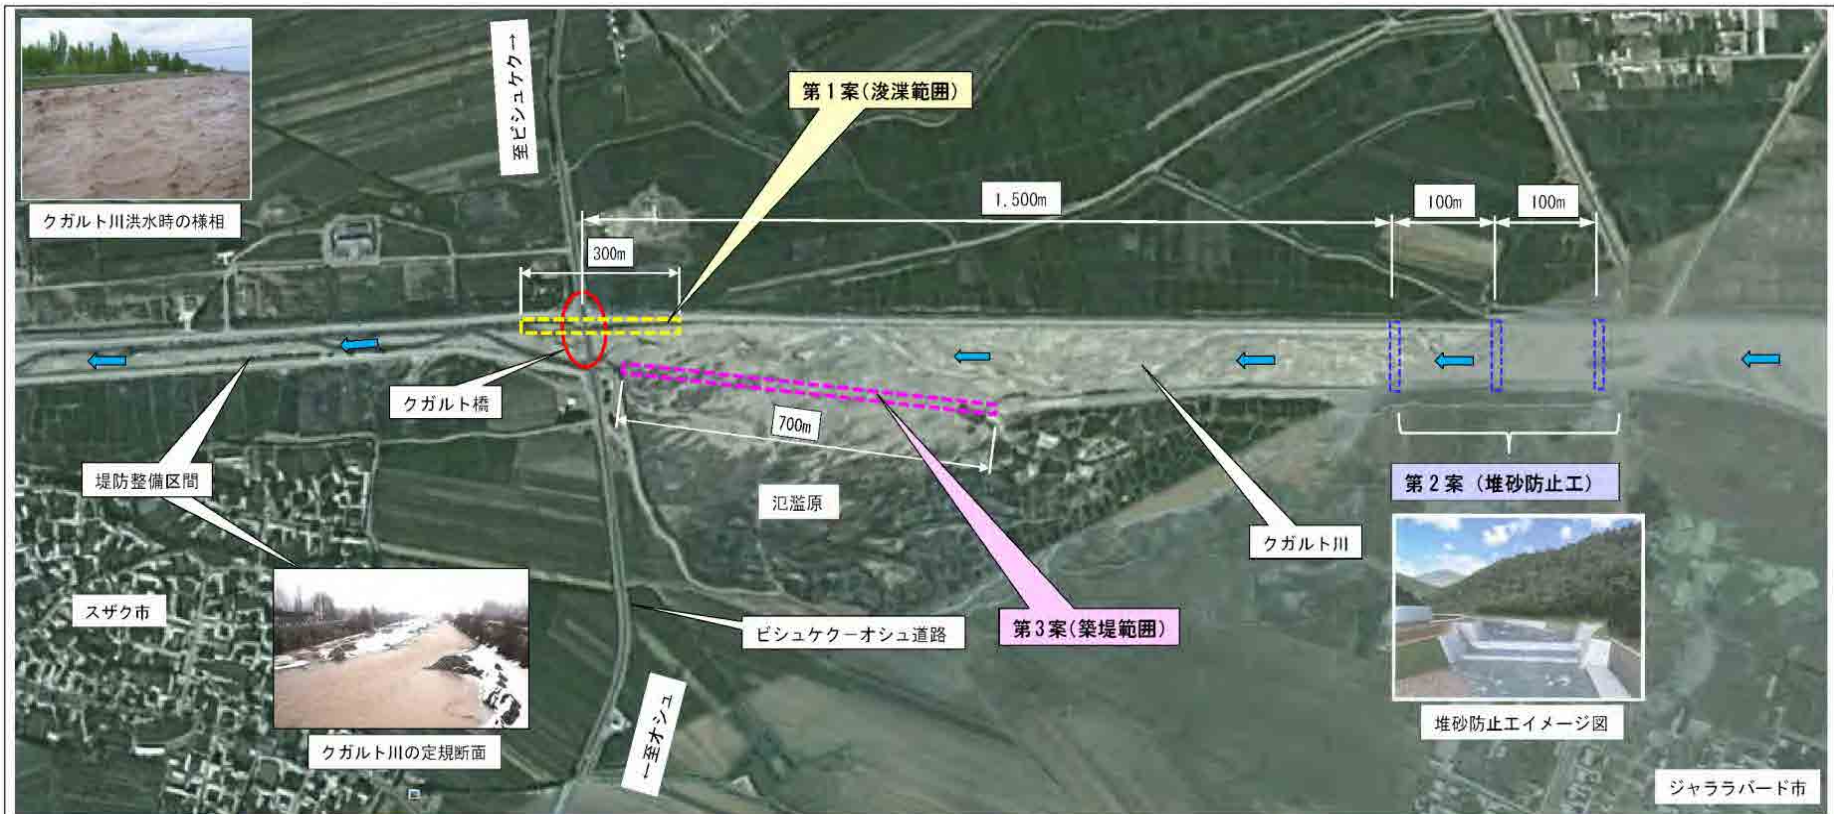 クガルト川洪水時の様相
至ビシュケク→
第1案(浚渫範囲)
1,500m
100m
100m
300m
クガルト橋
700m
堤防整備区間
氾濫原
第2案(堆砂防止工)
クガルト川
スザク市
ビシュケクーオシュ道路
第3案(築堤範囲)
クガルト川の定規断面
←至オシュ
堆砂防止工イメージ図
ジャララバード市